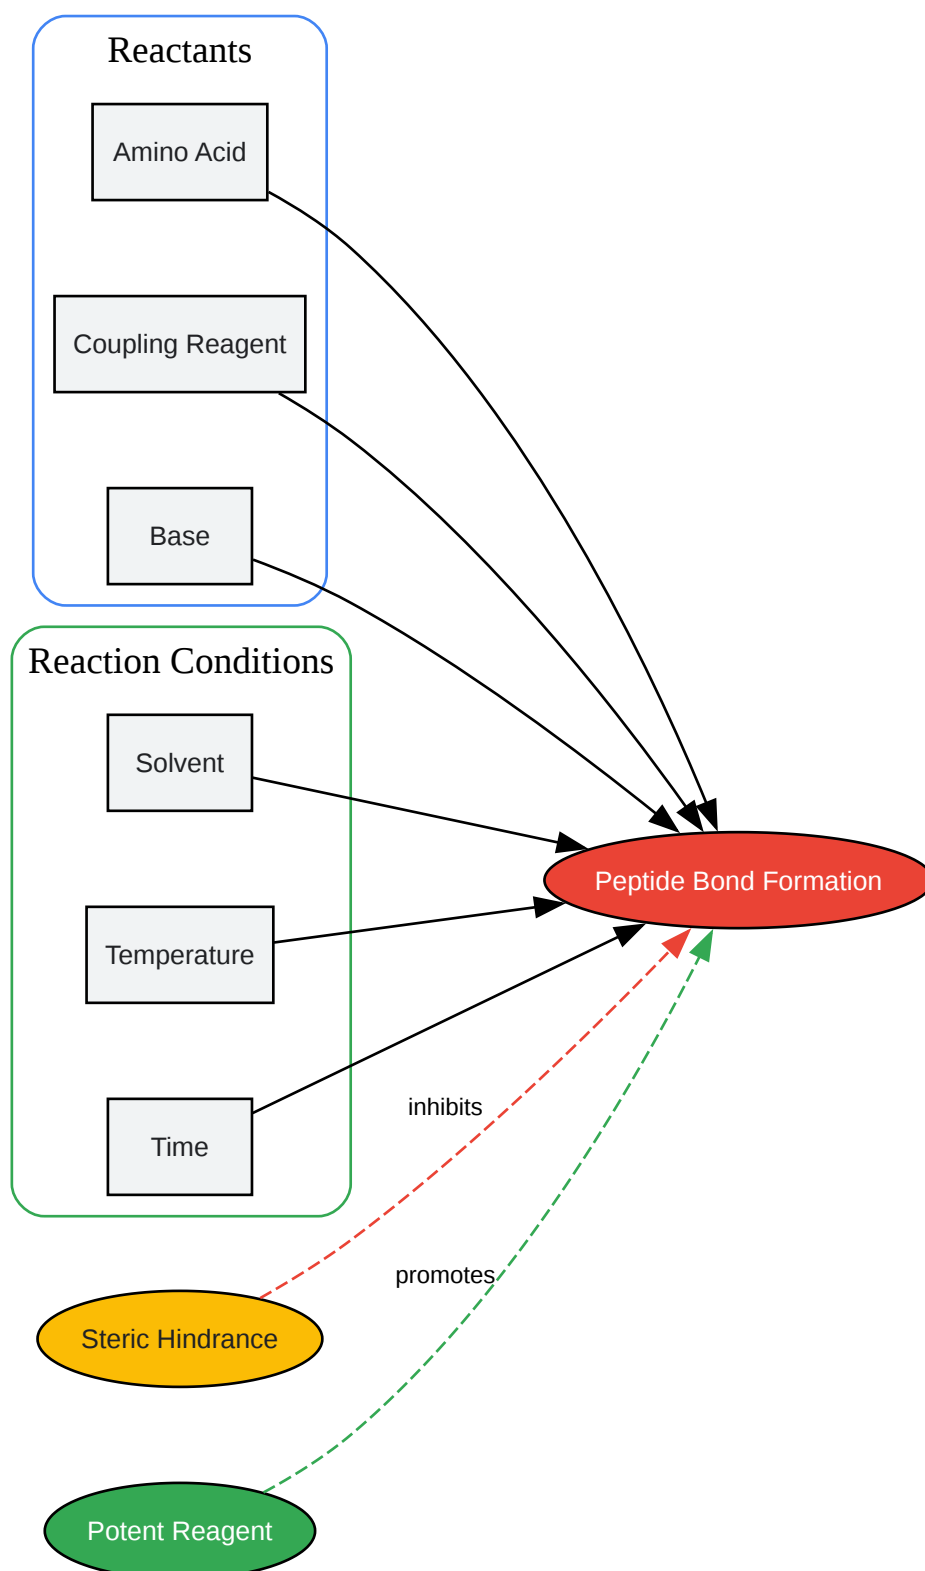 Reactants
Amino Acid
Coupling Reagent
Base
Reaction Conditions
Solvent
Peptide Bond Formation
Temperature
inhibits
Time
promotes
Steric Hindrance
Potent Reagent